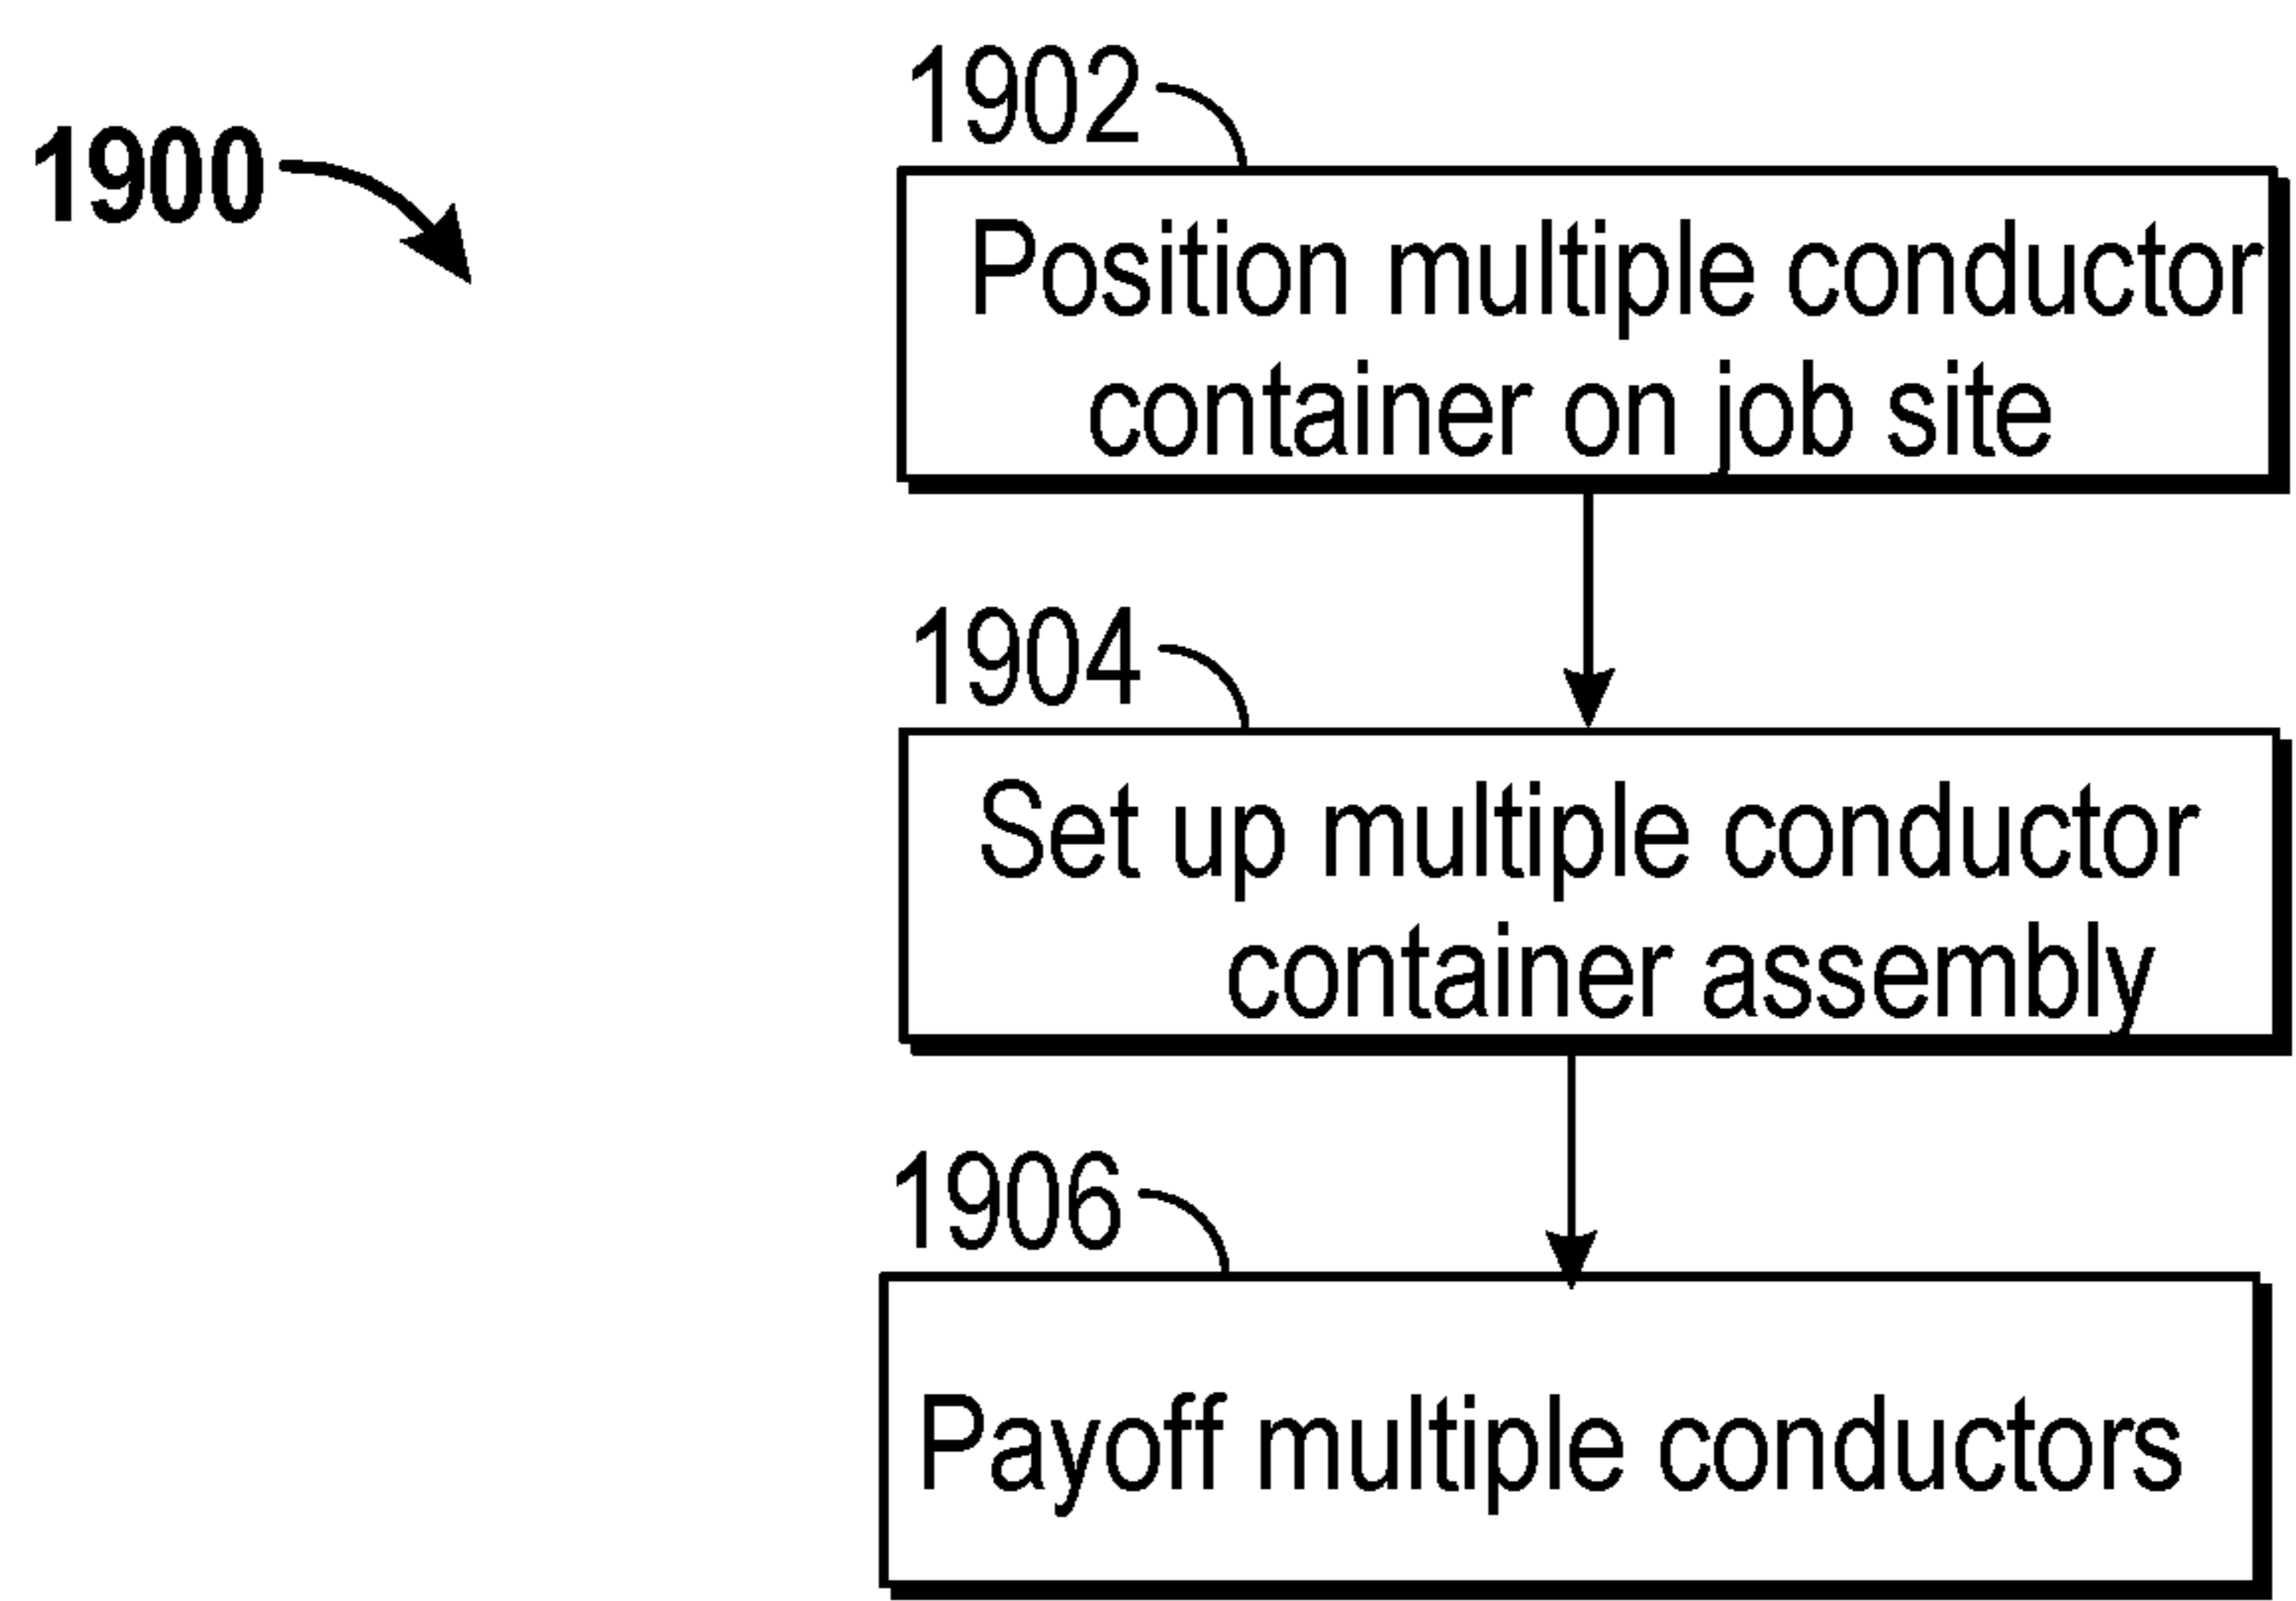 1900
1902
Position multiple conductor
container on job site
1904
Set up multiple conductor
container assembly
1906
Payoff multiple conductors